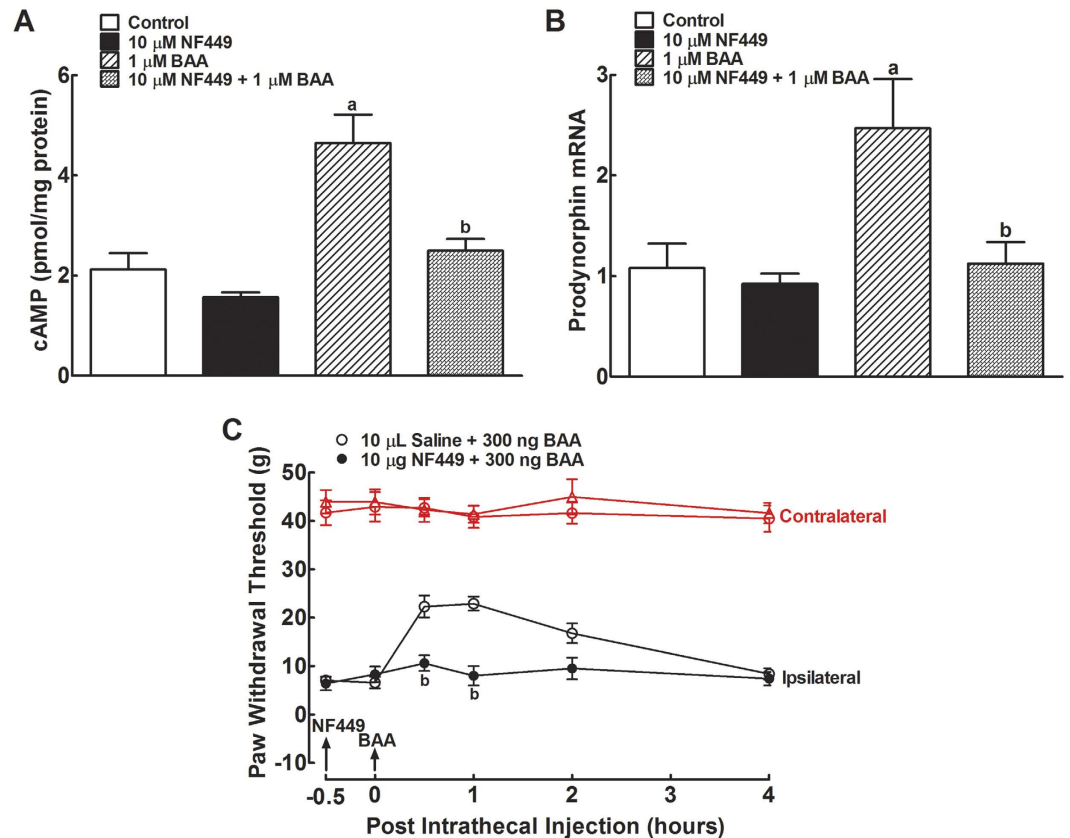 A
Control
10 μM NF449
1 μM BAA
10 μM NF449 + 1 μM BAA
cAMP (pmol/mg protein)
6
4
2
0
a
b
B
Control
10 μM NF449
1 μM BAA
10 μM NF449 + 1 μM BAA
Prodynorphin mRNA
3
2
1
0
a
b
C
10 μL Saline + 300 ng BAA
10 μg NF449 + 300 ng BAA
Paw Withdrawal Threshold (g)
50
40
30
20
10
0
-10
Contralateral
Ipsilateral
b
b
NF449
BAA
-0.5 0 1 2 4
Post Intrathecal Injection (hours)